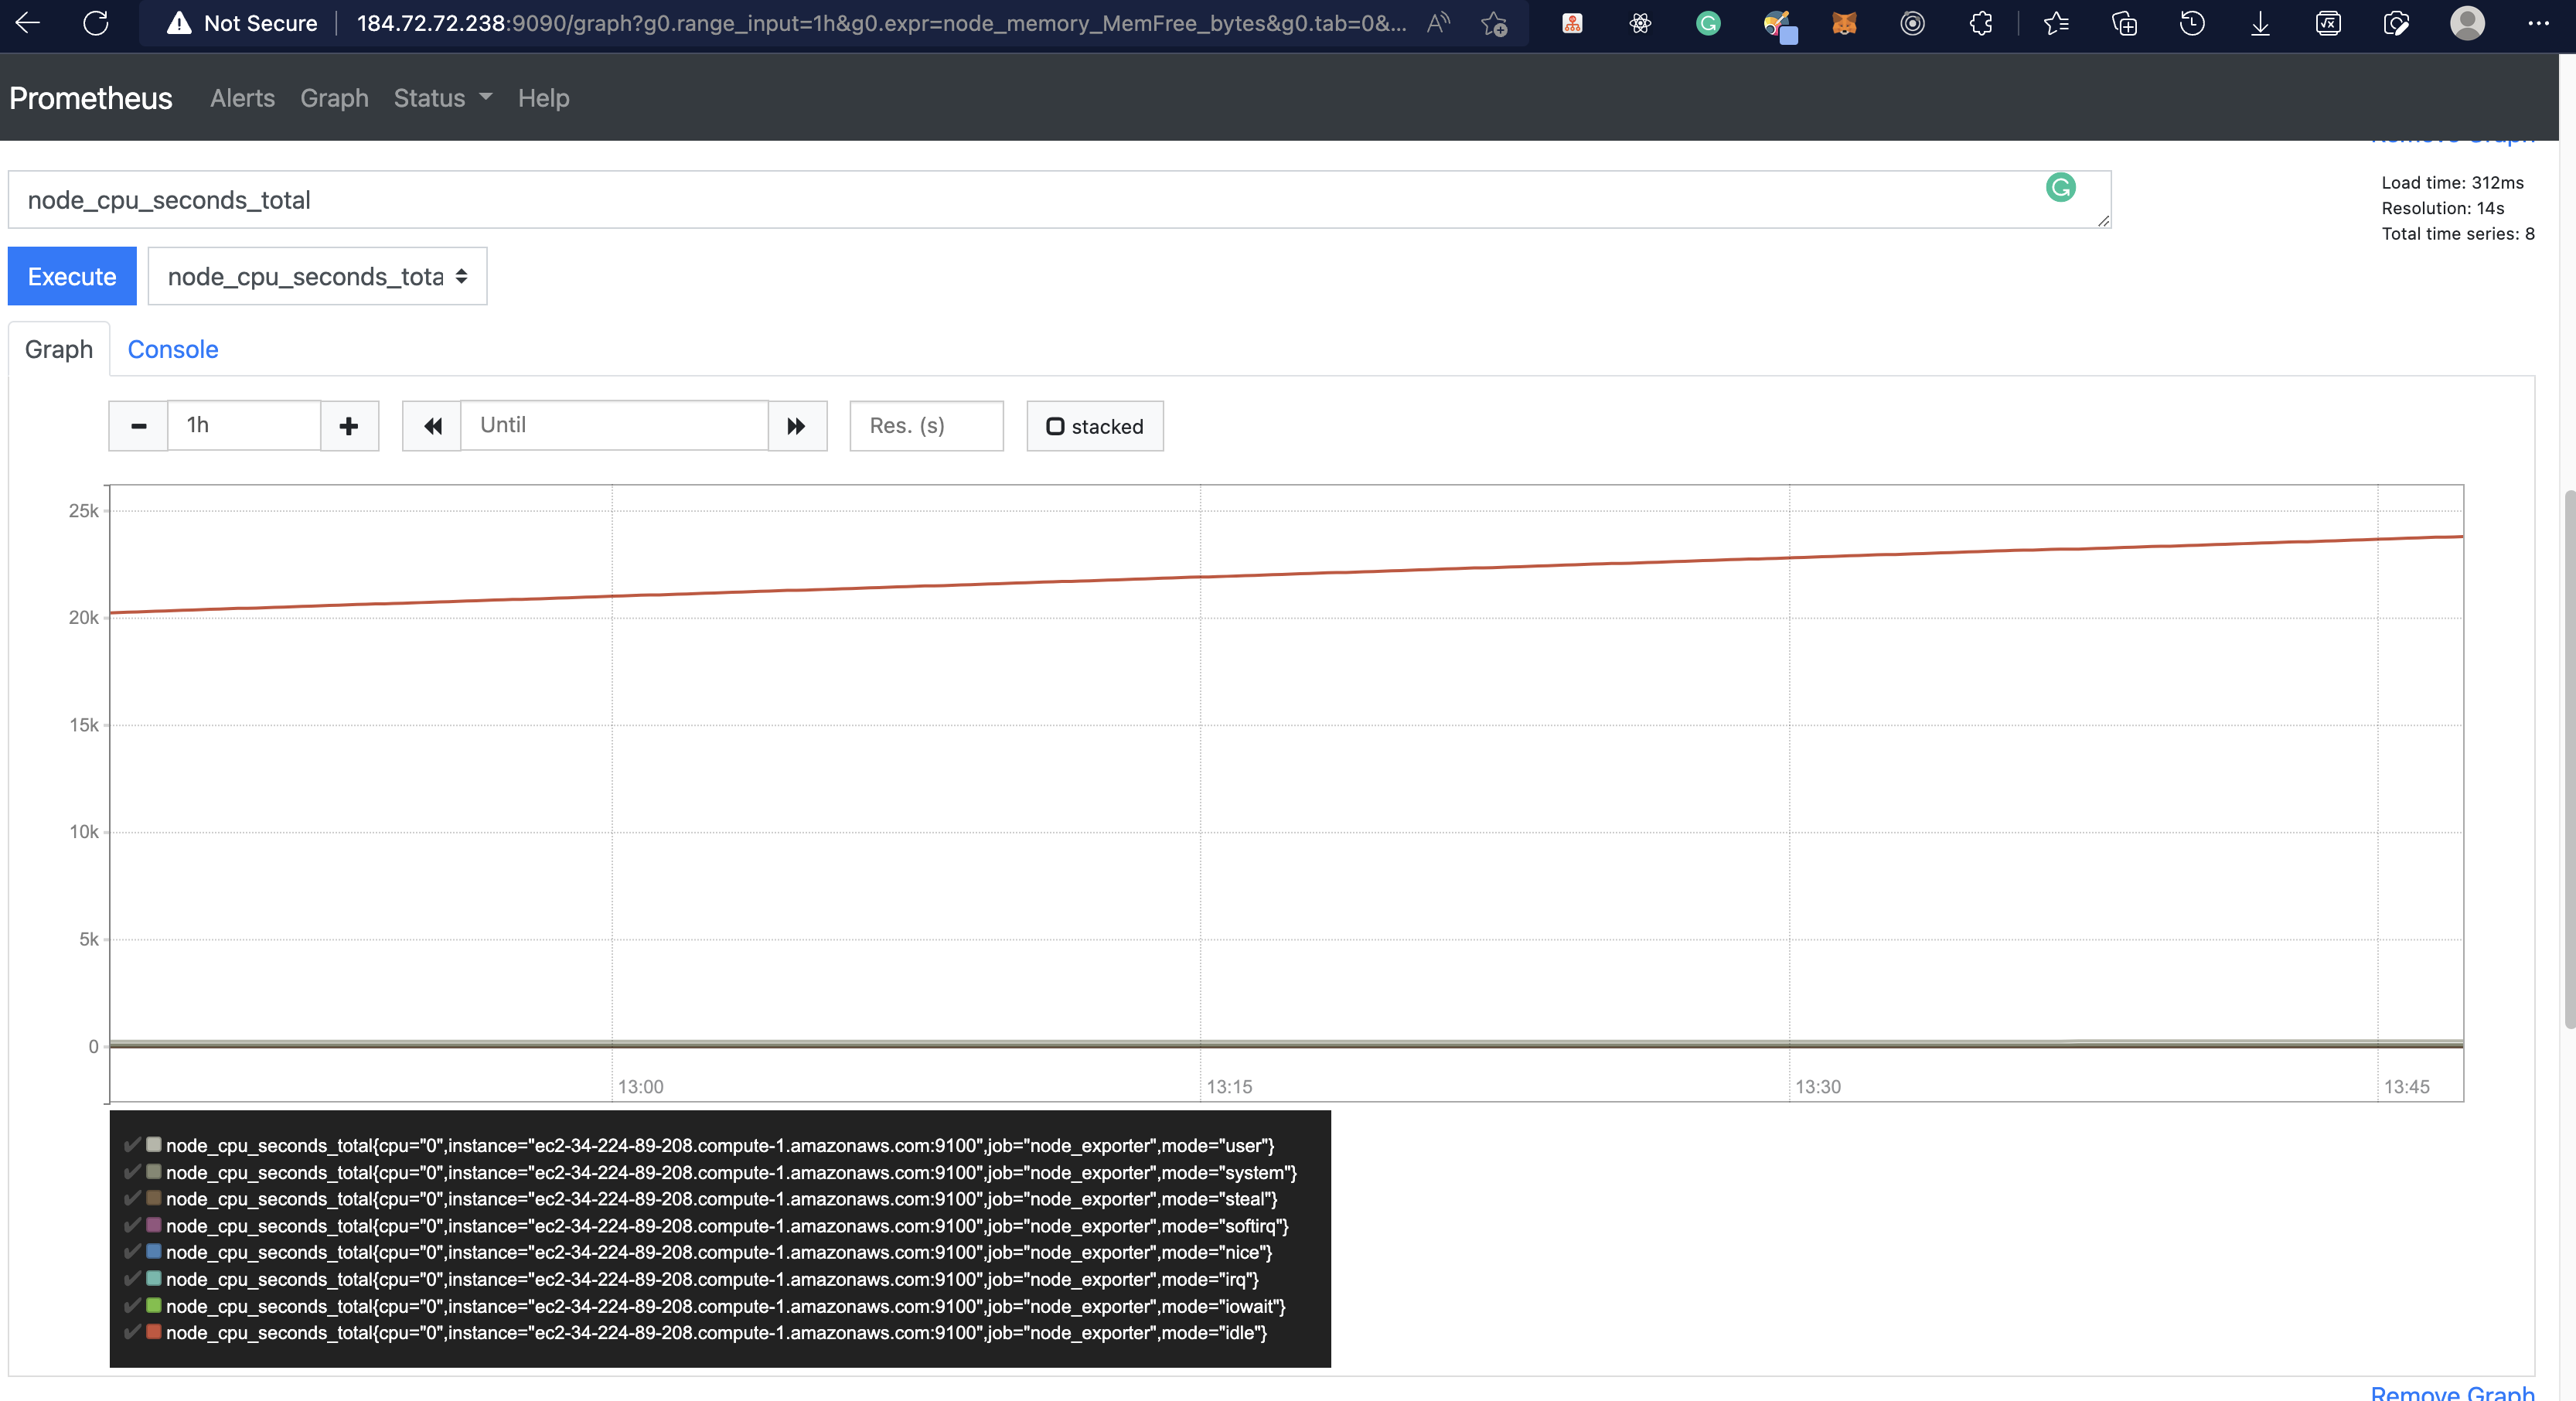 Not Secure 184.72.72.238:9090/graph?g0.range_input=1h&g0.expr=node_memory_MemFree_bytes&g0.tab=0&...
Prometheus Alerts Graph Status Help
Remove Graph
node_cpu_seconds_total
Load time: 312ms
Resolution: 14s
Total time series: 8
Execute node_cpu_seconds_tota
Graph Console
1h Until Res. (s) stacked
25k
20k
15k
10k
5k
0
13:00 13:15 13:30 13:45
node_cpu_seconds_total{cpu="0",instance="ec2-34-224-89-208.compute-1.amazonaws.com:9100",job="node_exporter",mode="user"}
node_cpu_seconds_total{cpu="0",instance="ec2-34-224-89-208.compute-1.amazonaws.com:9100",job="node_exporter",mode="system"}
node_cpu_seconds_total{cpu="0",instance="ec2-34-224-89-208.compute-1.amazonaws.com:9100",job="node_exporter",mode="steal"}
node_cpu_seconds_total{cpu="0",instance="ec2-34-224-89-208.compute-1.amazonaws.com:9100",job="node_exporter",mode="softirq"}
node_cpu_seconds_total{cpu="0",instance="ec2-34-224-89-208.compute-1.amazonaws.com:9100",job="node_exporter",mode="nice"}
node_cpu_seconds_total{cpu="0",instance="ec2-34-224-89-208.compute-1.amazonaws.com:9100",job="node_exporter",mode="irq"}
node_cpu_seconds_total{cpu="0",instance="ec2-34-224-89-208.compute-1.amazonaws.com:9100",job="node_exporter",mode="iowait"}
node_cpu_seconds_total{cpu="0",instance="ec2-34-224-89-208.compute-1.amazonaws.com:9100",job="node_exporter",mode="idle"}
Remove Graph